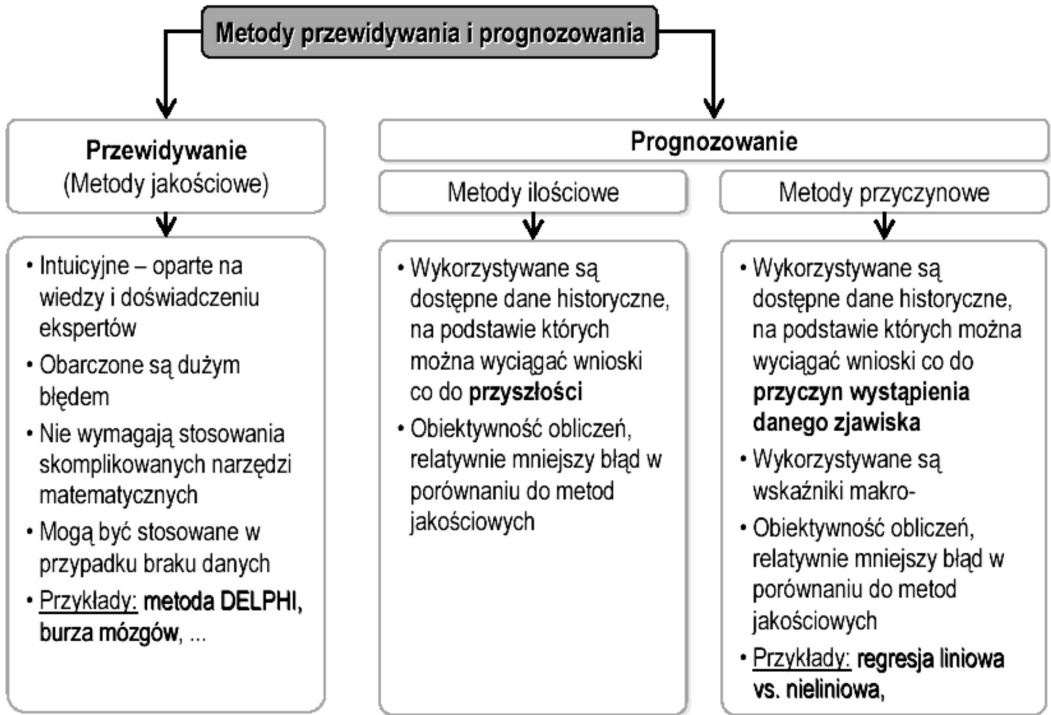 Metody przewidywania i prognozowania
Przewidywanie
(Metody jakościowe)
• Intuicyjne – oparte na
wiedzy i doświadczeniu
ekspertów
• Obarczone są dużym
błędem
• Nie wymagają stosowania
skomplikowanych narzędzi
matematycznych
• Mogą być stosowane w
przypadku braku danych
• Przykłady: metoda DELPHI,
burza mózgów, ...
Prognozowanie
Metody ilościowe
• Wykorzystywane są
dostępne dane historyczne,
na podstawie których
można wyciągać wnioski
co do przyszłości
• Obiektywność obliczeń,
relatywnie mniejszy błąd w
porównaniu do metod
jakościowych
Metody przyczynowe
• Wykorzystywane są
dostępne dane historyczne,
na podstawie których można
wyciągać wnioski co do
przyczyn wystąpienia
danego zjawiska
• Wykorzystywane są
wskaźniki makro-
• Obiektywność obliczeń,
relatywnie mniejszy błąd w
porównaniu do metod
jakościowych
• Przykłady: regresja liniowa
vs. nieliniowa,